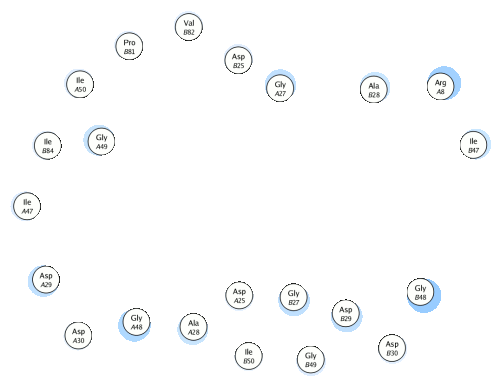 Val
B82
Pro
B81
Asp
B25
Ile
A50
Gly
A27
Ala
B28
Arg
A8
Ile
B84
Gly
A49
Ile
B47
Ile
A47
Asp
A29
Asp
A25
Gly
B27
Gly
B48
Asp
A30
Gly
A48
Ala
A28
Asp
B29
Ile
B50
Gly
B49
Asp
B30